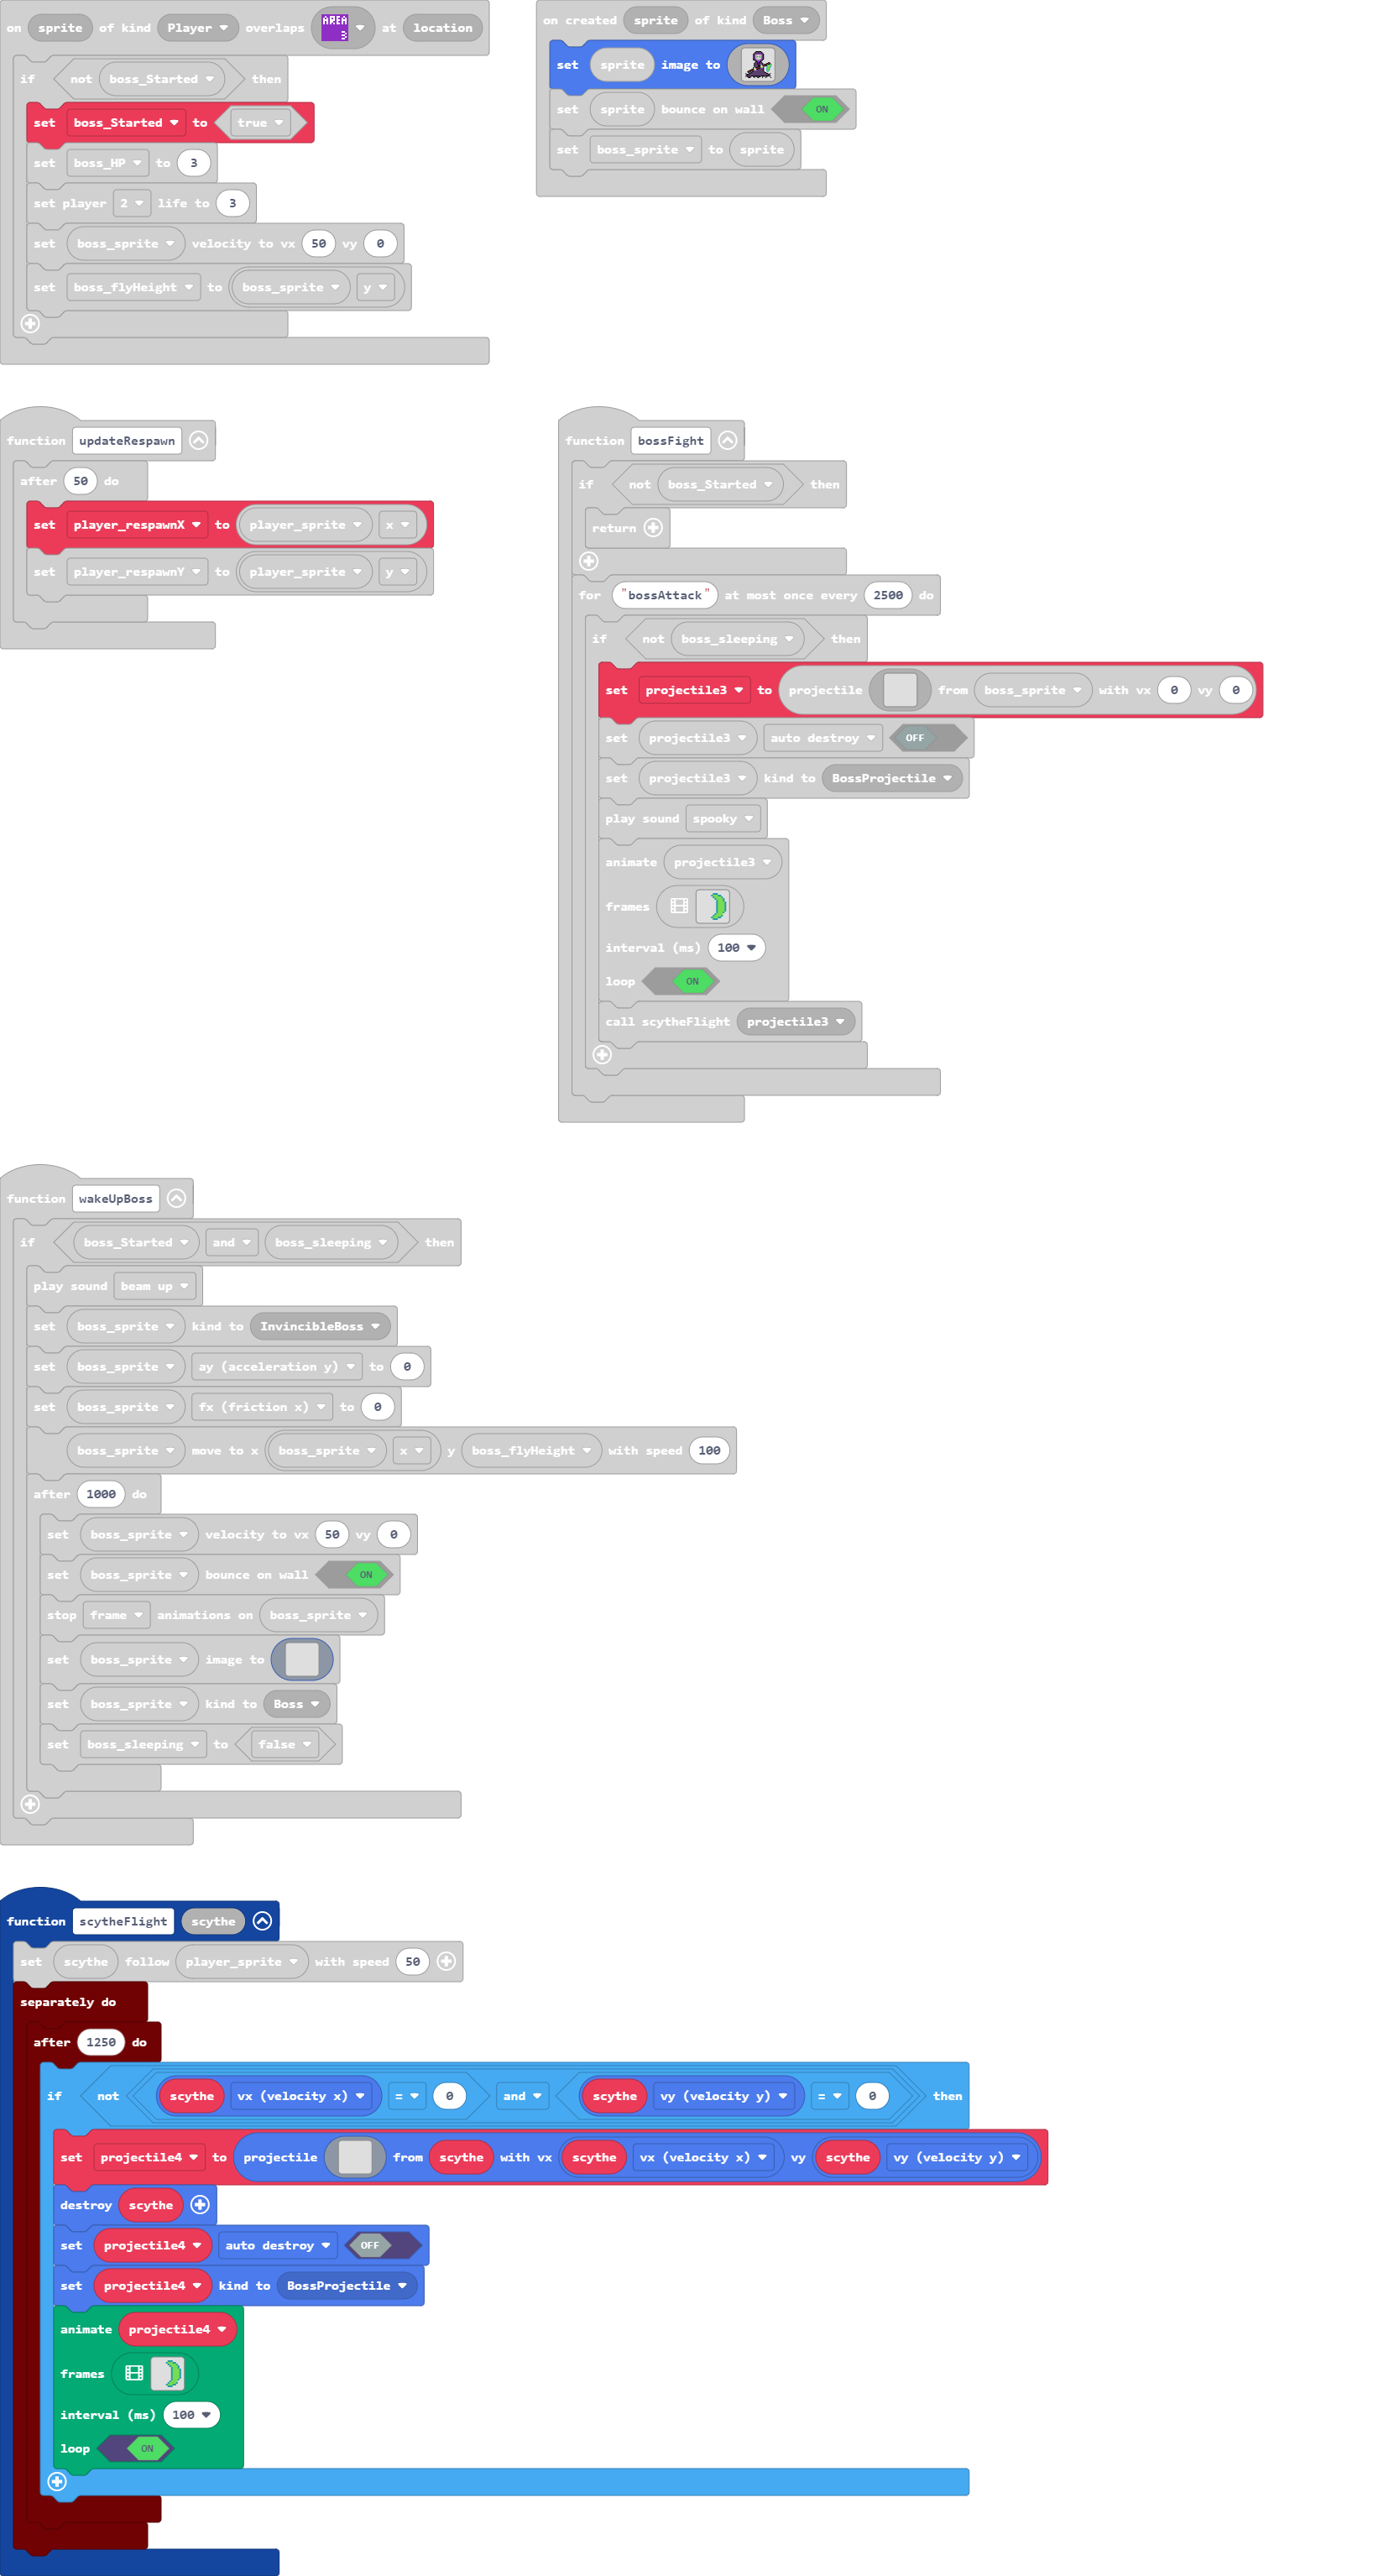 on sprite of kind Player overlaps AREA 3 at location
if not boss_Started then
set boss_Started to true
set boss_HP to 3
set player 2 life to 3
set boss_sprite velocity to vx 50 vy 0
set boss_flyHeight to boss_sprite y
on created sprite of kind Boss
set sprite image to
set sprite bounce on wall ON
set boss_sprite to sprite
function updateRespawn
after 50 do
set player_respawnX to player_sprite x
set player_respawnY to player_sprite y
function bossFight
if not boss_Started then
return
for "bossAttack" at most once every 2500 do
if not boss_sleeping then
set projectile3 to projectile from boss_sprite with vx 0 vy 0
set projectile3 auto destroy OFF
set projectile3 kind to BossProjectile
play sound spooky
animate projectile3
frames
interval (ms) 100
loop ON
call scytheFlight projectile3
function wakeUpBoss
if boss_Started and boss_sleeping then
play sound beam up
set boss_sprite kind to InvincibleBoss
set boss_sprite ay (acceleration y) to 0
set boss_sprite fx (friction x) to 0
boss_sprite move to x boss_sprite x y boss_flyHeight with speed 100
after 1000 do
set boss_sprite velocity to vx 50 vy 0
set boss_sprite bounce on wall ON
stop frame animations on boss_sprite
set boss_sprite image to
set boss_sprite kind to Boss
set boss_sleeping to false
function scytheFlight scythe
set scythe follow player_sprite with speed 50
separately do
after 1250 do
if not scythe vx (velocity x) = 0 and scythe vy (velocity y) = 0 then
set projectile4 to projectile from scythe with vx scythe vx (velocity x) vy scythe vy (velocity y)
destroy scythe
set projectile4 auto destroy OFF
set projectile4 kind to BossProjectile
animate projectile4
frames
interval (ms) 100
loop ON